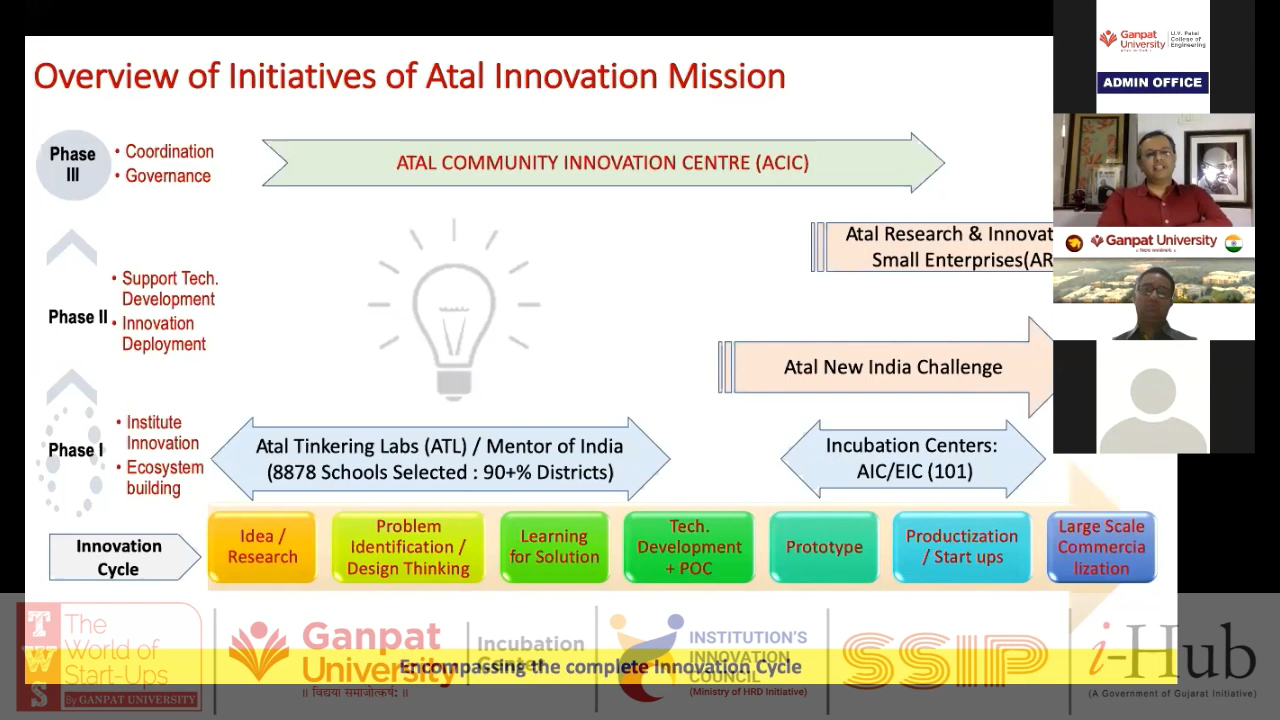 Overview of Initiatives of Atal Innovation Mission
Phase
III
• Coordination
• Governance
ATAL COMMUNITY INNOVATION CENTRE (ACIC)
Atal Research & Innovat
Small Enterprises(AR
Phase II
• Support Tech.
Development
• Innovation
Deployment
Atal New India Challenge
Phase I
• Institute
Innovation
• Ecosystem
building
Atal Tinkering Labs (ATL) / Mentor of India
(8878 Schools Selected : 90+% Districts)
Incubation Centers:
AIC/EIC (101)
Innovation
Cycle
Idea /
Research
Problem
Identification /
Design Thinking
Learning
for Solution
Tech.
Development
+ POC
Prototype
Productization
/ Start ups
Large Scale
Commercia
lization
Encompassing the complete Innovation Cycle
Ganpat
University
U.V. Patel
College of
Engineering
ADMIN OFFICE
Ganpat University
TWS
The
World of
Start-Ups
By GANPAT UNIVERSITY
Ganpat
University
॥ विद्यया समाजोत्कर्ष: ॥
Incubation
Center
INSTITUTION'S
INNOVATION
COUNCIL
(Ministry of HRD Initiative)
SSIP
i-Hub
(A Government of Gujarat Initiative)